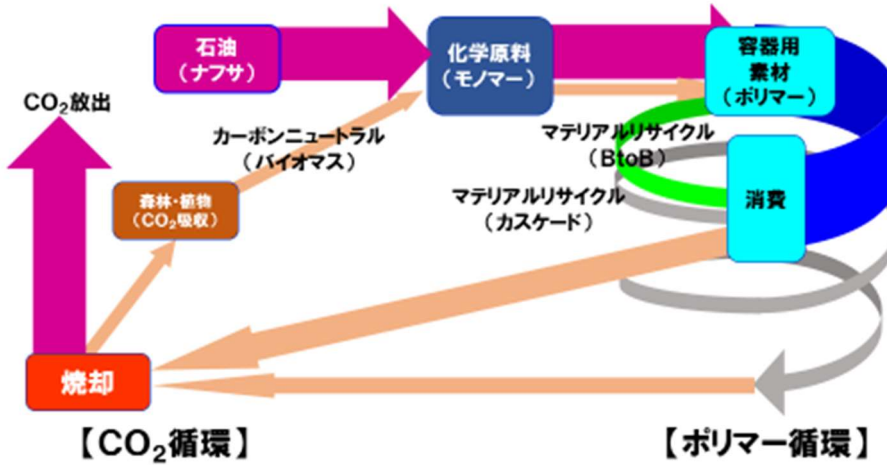 石油
(ナフサ)
化学原料
(モノマー)
容器用
素材
(ポリマー)
CO₂放出
カーボンニュートラル
(バイオマス)
マテリアルリサイクル
(BtoB)
森林・植物
(CO₂吸収)
マテリアルリサイクル
(カスケード)
消費
焼却
【CO₂循環】
【ポリマー循環】